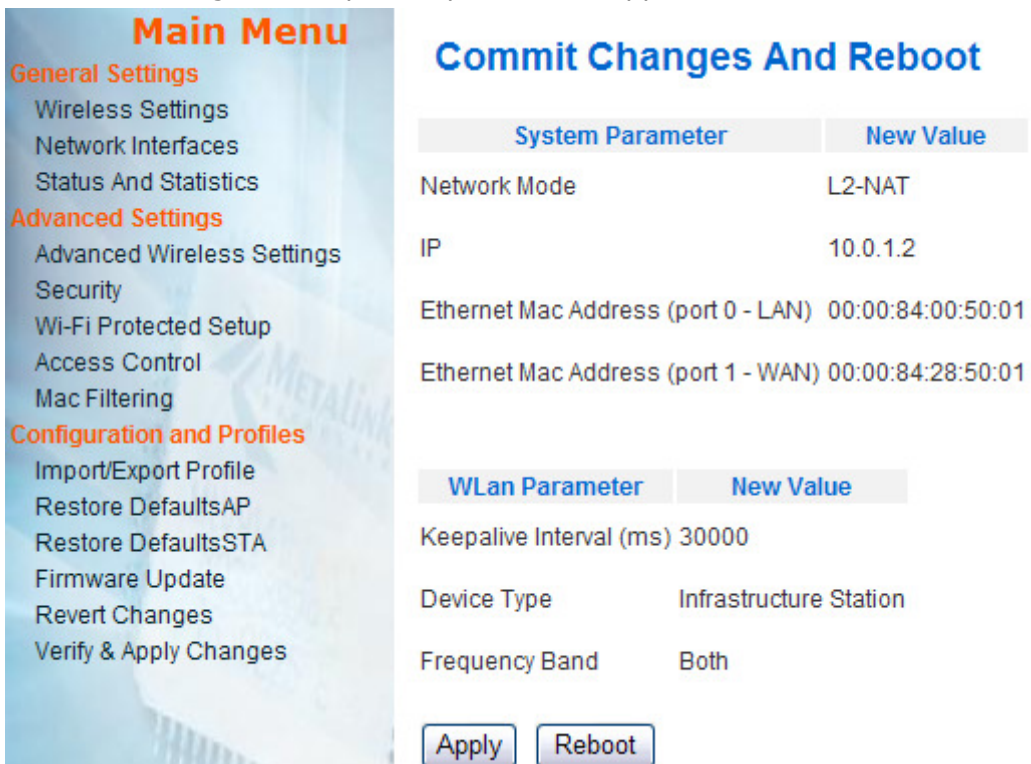 Main Menu
General Settings
Wireless Settings
Network Interfaces
Status And Statistics
Advanced Settings
Advanced Wireless Settings
Security
Wi-Fi Protected Setup
Access Control
Mac Filtering
Configuration and Profiles
Import/Export Profile
Restore DefaultsAP
Restore DefaultsSTA
Firmware Update
Revert Changes
Verify & Apply Changes
METALINK
Commit Changes And Reboot
System Parameter New Value
Network Mode L2-NAT
IP 10.0.1.2
Ethernet Mac Address (port 0 - LAN) 00:00:84:00:50:01
Ethernet Mac Address (port 1 - WAN) 00:00:84:28:50:01
WLan Parameter New Value
Keepalive Interval (ms) 30000
Device Type Infrastructure Station
Frequency Band Both
Apply Reboot